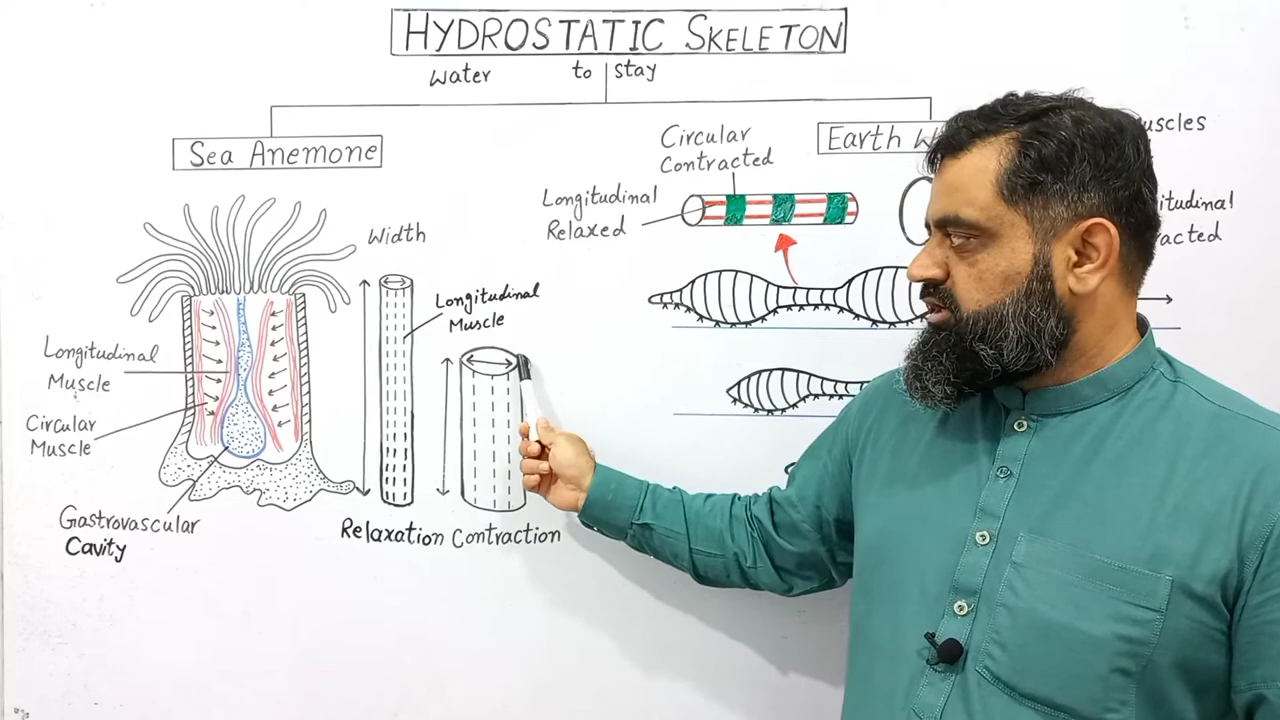 HYDROSTATIC SKELETON
water to stay
Sea Anemone
Width
Longitudinal
Muscle
Longitudinal
Muscle
Circular
Muscle
Gastrovascular
Cavity
Relaxation Contraction
Earth
Circular
Contracted
Longitudinal
Relaxed